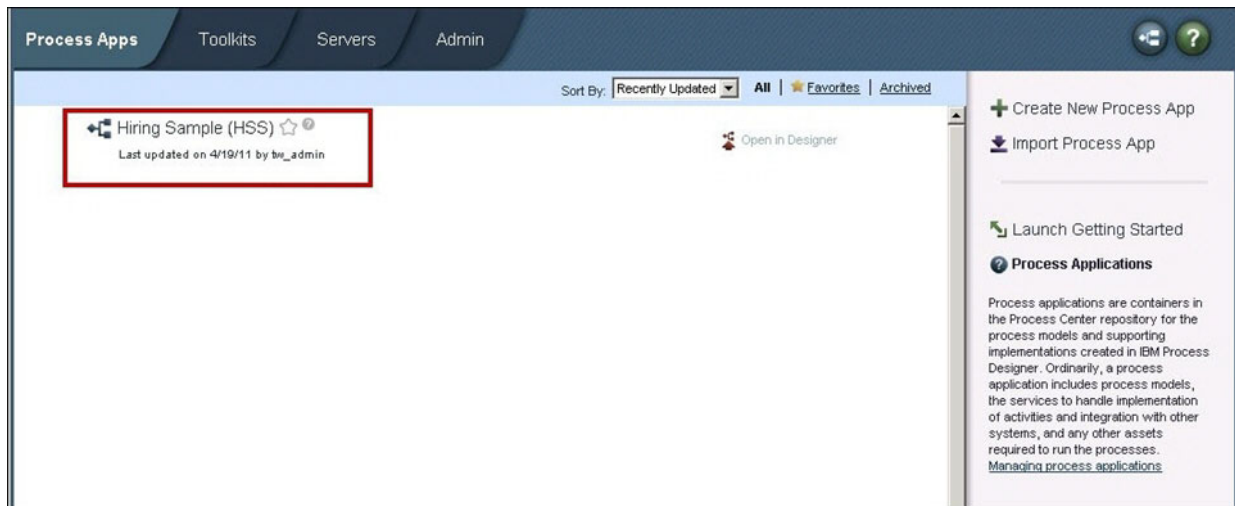 Process Apps Toolkits Servers Admin
Sort By: Recently Updated All | Favorites | Archived
Hiring Sample (HSS)
Last updated on 4/19/11 by tw_admin
Open in Designer
Create New Process App
Import Process App
Launch Getting Started
Process Applications
Process applications are containers in
the Process Center repository for the
process models and supporting
implementations created in IBM Process
Designer. Ordinarily, a process
application includes process models,
the services to handle implementation
of activities and integration with other
systems, and any other assets
required to run the processes.
Managing process applications